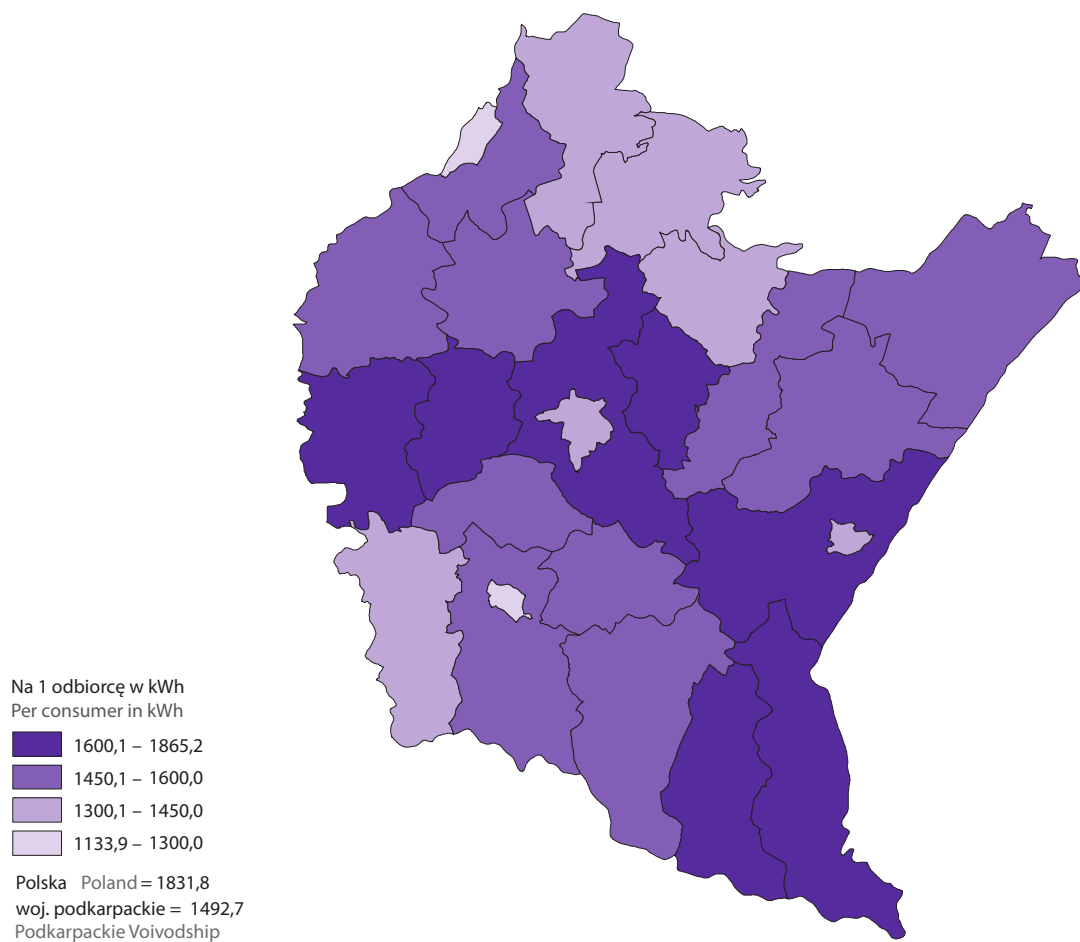 Na 1 odbiorcę w kWh
Per consumer in kWh
1600,1 – 1865,2
1450,1 – 1600,0
1300,1 – 1450,0
1133,9 – 1300,0
Polska Poland = 1831,8
woj. podkarpackie = 1492,7
Podkarpackie Voivodship